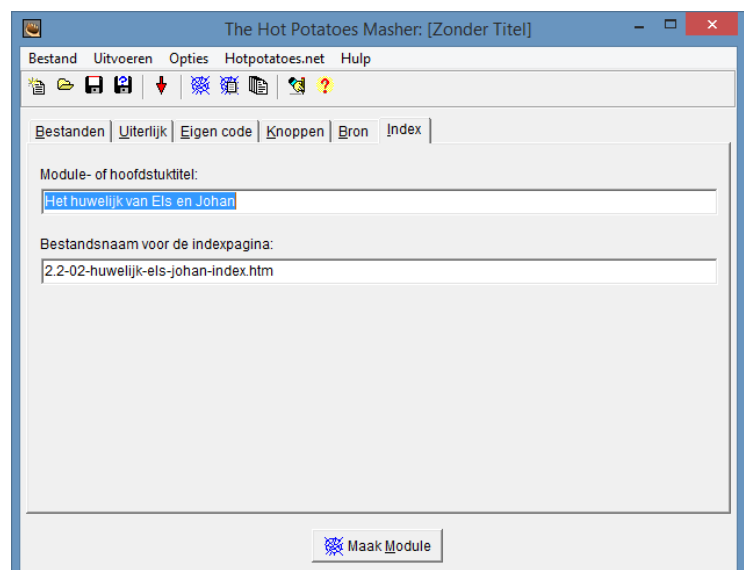 The Hot Potatoes Masher: [Zonder Titel]
Bestand Uitvoeren Opties Hotpotatoes.net Hulp
Bestanden Uiterlijk Eigen code Knoppen Bron Index
Module- of hoofdstuktitel:
Het huwelijk van Els en Johan
Bestandsnaam voor de indexpagina:
2.2-02-huwelijk-els-johan-index.htm
Maak Module